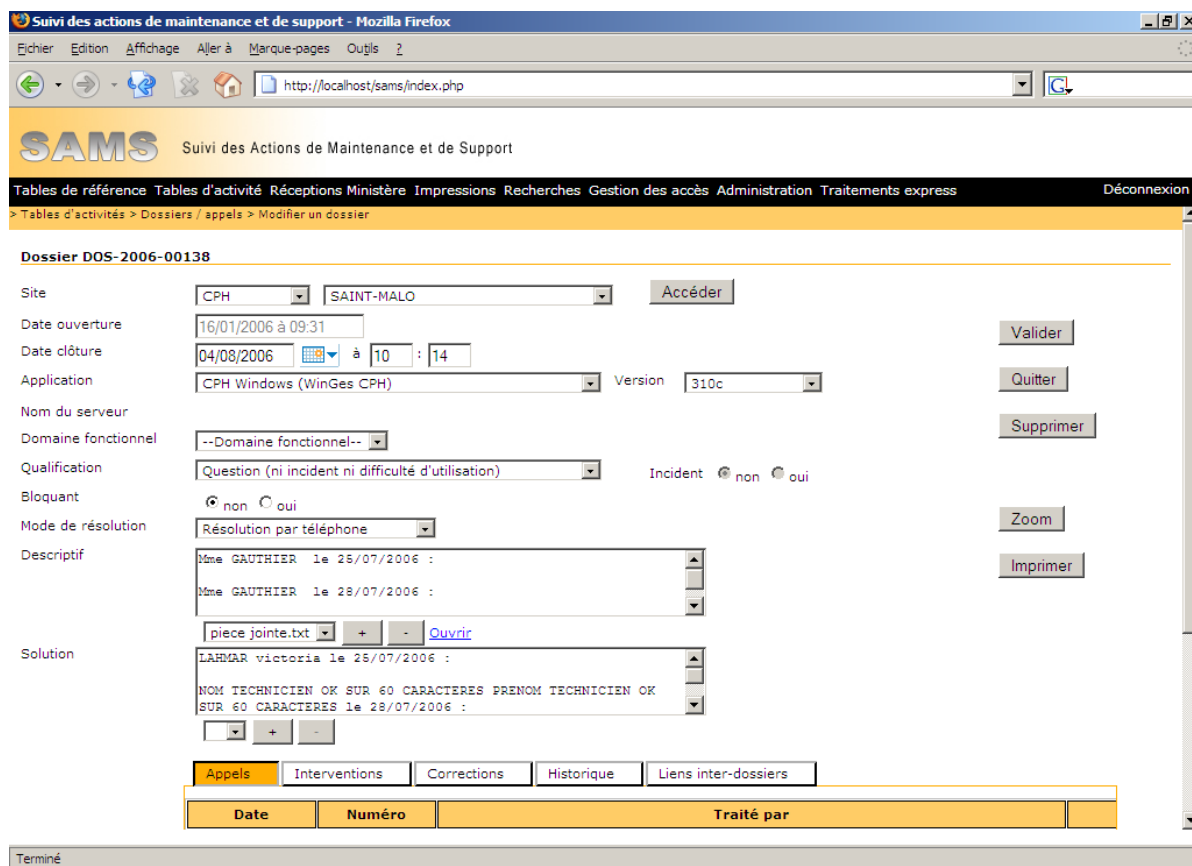 Suivi des actions de maintenance et de support - Mozilla Firefox
Fichier Edition Affichage Aller à Marque-pages Outils ?
http://localhost/sams/index.php G
SAMS Suivi des Actions de Maintenance et de Support
Tables de référence Tables d'activité Réceptions Ministère Impressions Recherches Gestion des accès Administration Traitements express Déconnexion
> Tables d'activités > Dossiers / appels > Modifier un dossier
Dossier DOS-2006-00138
Site CPH SAINT-MALO Accéder
Date ouverture 16/01/2006 à 09:31 Valider
Date clôture 04/08/2006 à 10 : 14
Application CPH Windows (WinGes CPH) Version 310c Quitter
Nom du serveur
Supprimer
Domaine fonctionnel --Domaine fonctionnel--
Qualification Question (ni incident ni difficulté d'utilisation) Incident non oui
Bloquant non oui
Mode de résolution Résolution par téléphone Zoom
Descriptif Mme GAUTHIER le 25/07/2006 :
Imprimer
Mme GAUTHIER le 28/07/2006 :
piece jointe.txt + - Ouvrir
Solution LAHMAR victoria le 25/07/2006 :
NOM TECHNICIEN OK SUR 60 CARACTERES PRENOM TECHNICIEN OK
SUR 60 CARACTERES le 28/07/2006 :
+ -
Appels Interventions Corrections Historique Liens inter-dossiers
Date Numéro Traité par
Terminé